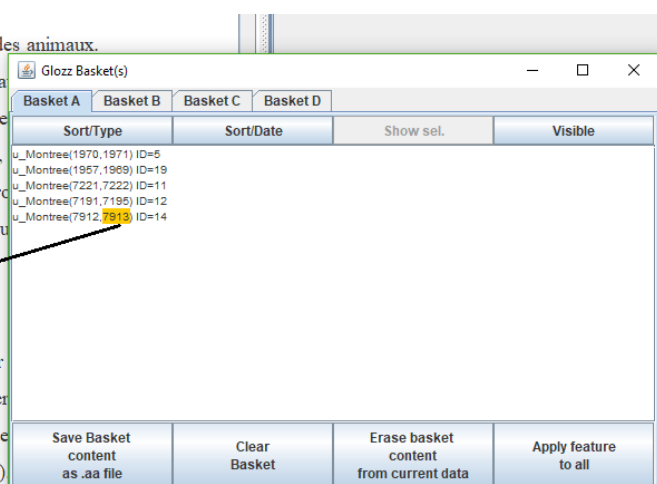 des animaux.
Glozz Basket(s)
Basket A Basket B Basket C Basket D
Sort/Type Sort/Date Show sel. Visible
u_Montree(1970,1971) ID=5
u_Montree(1957,1969) ID=19
u_Montree(7221,7222) ID=11
u_Montree(7191,7195) ID=12
u_Montree(7912,7913) ID=14
Save Basket
content
as .aa file
Clear
Basket
Erase basket
content
from current data
Apply feature
to all